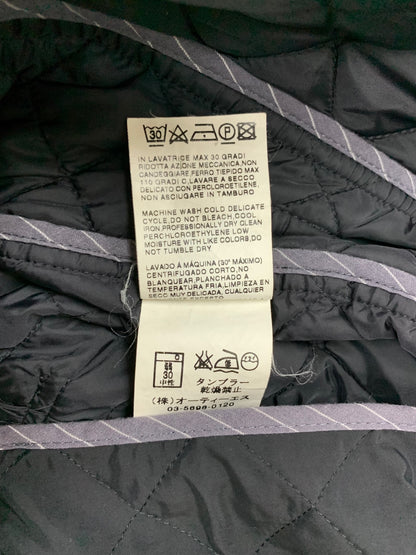 30 P
IN LAVATRICE MAX 30 GRADI
RIDOTTA AZIONE MECCANICA,NON
CANDEGGIARE,FERRO TIEPIDO MAX
110 GRADI C,LAVARE A SECCO
DELICATO CON PERCLOROETILENE,
NON ASCIUGARE IN TAMBURO
MACHINE WASH COLD DELICATE
CYCLE,DO NOT BLEACH,COOL
IRON,PROFESSIONALLY DRY CLEAN
PERCHLOROETHYLENE LOW
MOISTURE WITH LIKE COLORS,DO
NOT TUMBLE DRY
LAVADO À MÁQUINA (30° MÁXIMO)
CENTRIFUGADO CORTO,NO
BLANQUEAR,PLANCHADO A
TEMPERATURA FRIA,LIMPIEZA EN
SECO MUY DELICADA, CUALQUIER
弱
30
中性
タンブラー
乾燥禁止
(株) オーティーエス
03-5698-0120